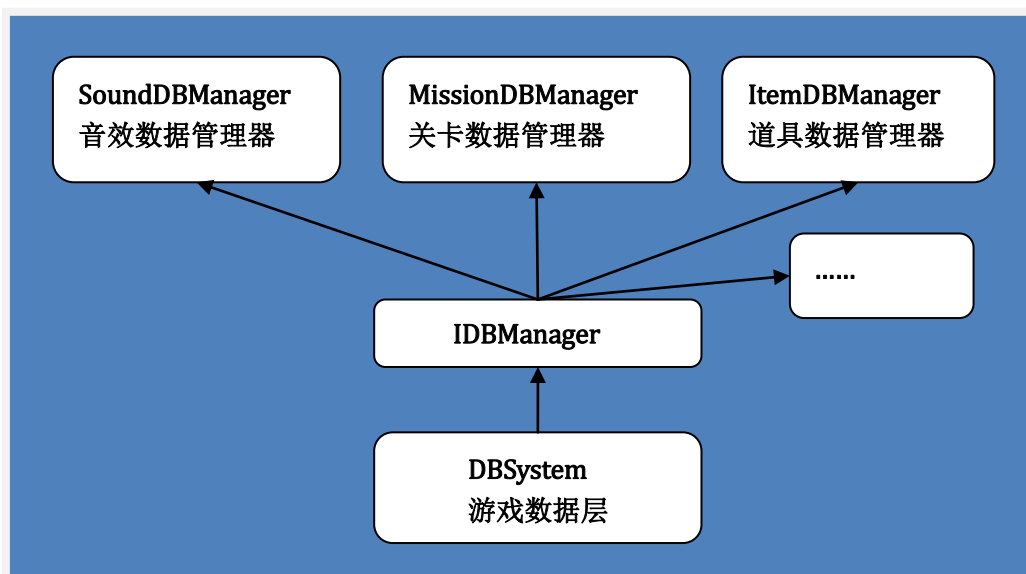 SoundDBManager
音效数据管理器
MissionDBManager
关卡数据管理器
ItemDBManager
道具数据管理器
……
IDBManager
DBSystem
游戏数据层